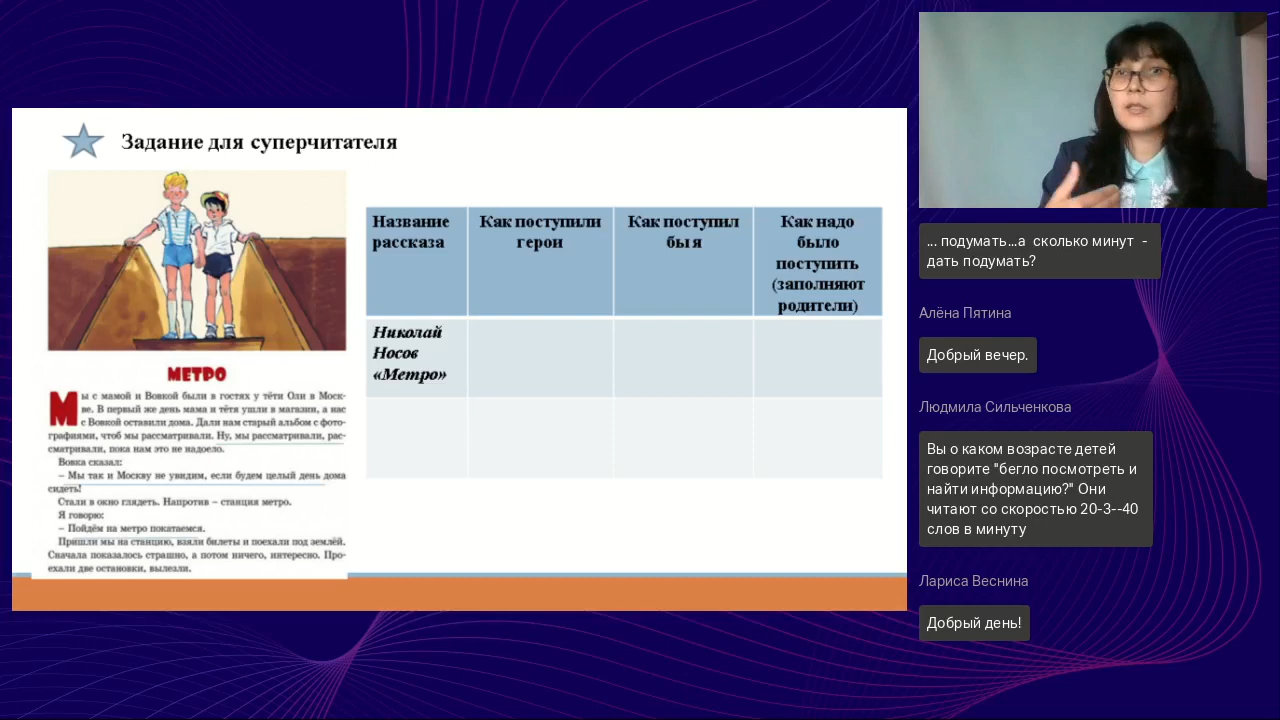 Задание для суперчитателя
Название рассказа
Как поступили герои
Как поступил бы я
Как надо было поступить (заполняют родители)
Николай Носов «Метро»
МЕТРО
Мы с мамой и Вовкой были в гостях у тёти Оли в Моск-
ве. В первый же день мама и тётя ушли в магазин, а нас
с Вовкой оставили дома. Дали нам старый альбом с фото-
графиями, чтоб мы рассматривали. Ну, мы рассматривали, рас-
сматривали, пока нам это не надоело.
Вовка сказал:
– Мы так и Москву не увидим, если будем целый день дома
сидеть!
Стали в окно глядеть. Напротив – станция метро.
Я говорю:
– Пойдём на метро покатаемся.
Пришли мы на станцию, взяли билеты и поехали под землёй.
Сначала показалось страшно, а потом ничего, интересно. Про-
ехали две остановки, вылезли.
... подумать...а сколько минут -
дать подумать?
Алёна Пятина
Добрый вечер.
Людмила Сильченкова
Вы о каком возрасте детей
говорите "бегло посмотреть и
найти информацию?" Они
читают со скоростью 20-3--40
слов в минуту
Лариса Веснина
Добрый день!